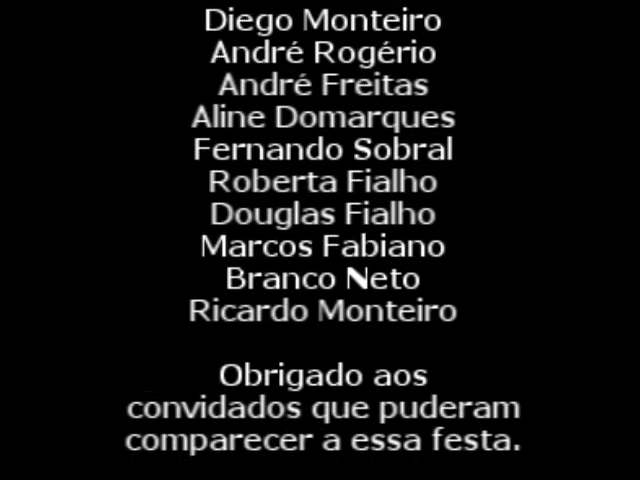 Diego Monteiro
André Rogério
André Freitas
Aline Domarques
Fernando Sobral
Roberta Fialho
Douglas Fialho
Marcos Fabiano
Branco Neto
Ricardo Monteiro
Obrigado aos
convidados que puderam
comparecer a essa festa.